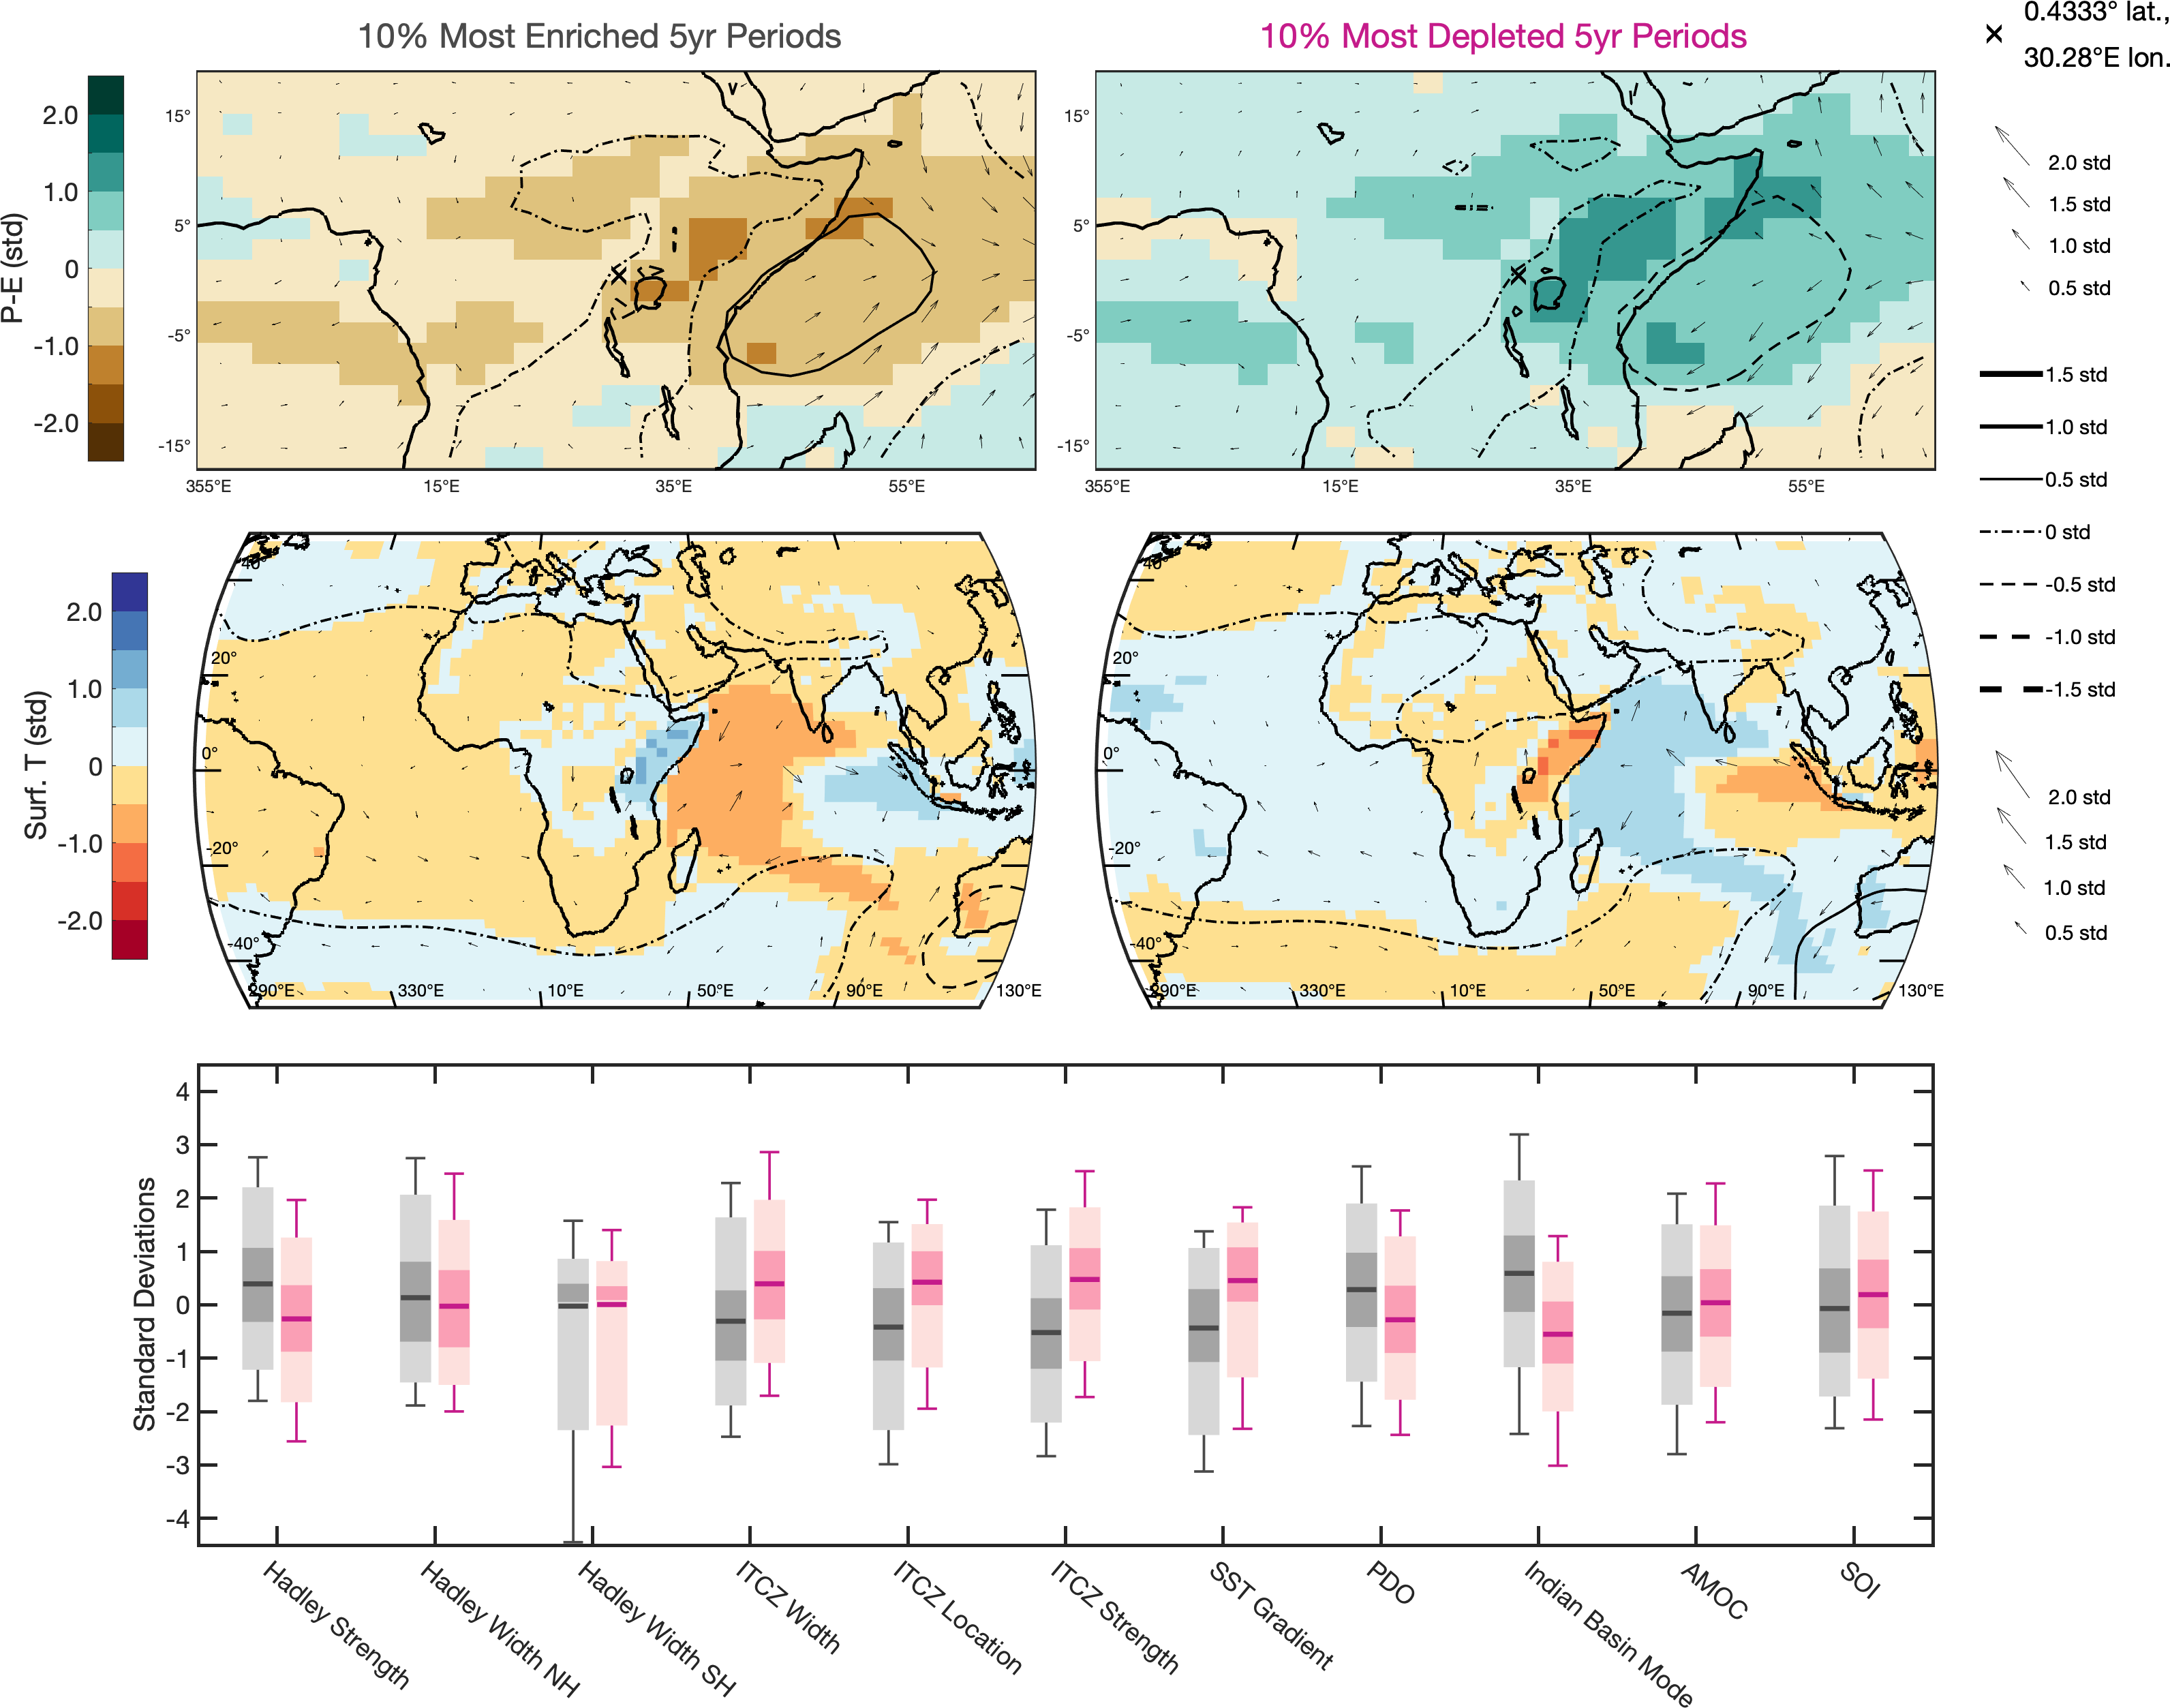 10% Most Enriched 5yr Periods
10% Most Depleted 5yr Periods
0.4333° lat.,
30.28°E lon.
P-E (std)
2.0
1.0
0
-1.0
-2.0
15°
5°
-5°
-15°
355°E 15°E 35°E 55°E
15°
5°
-5°
-15°
355°E 15°E 35°E 55°E
2.0 std
1.5 std
1.0 std
0.5 std
1.5 std
1.0 std
0.5 std
0 std
-0.5 std
-1.0 std
-1.5 std
Surf. T (std)
2.0
1.0
0
-1.0
-2.0
40°
20°
0°
-20°
-40°
290°E 330°E 10°E 50°E 90°E 130°E
40°
20°
0°
-20°
-40°
290°E 330°E 10°E 50°E 90°E 130°E
2.0 std
1.5 std
1.0 std
0.5 std
Standard Deviations
4
3
2
1
0
-1
-2
-3
-4
Hadley Strength
Hadley Width NH
Hadley Width SH
ITCZ Width
ITCZ Location
ITCZ Strength
SST Gradient
PDO
Indian Basin Mode
AMOC
SOI